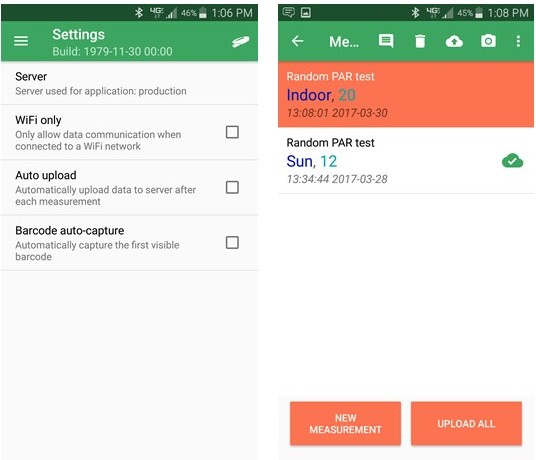 46% 1:06 PM
Settings
Build: 1979-11-30 00:00
Server
Server used for application: production
WiFi only
Only allow data communication when
connected to a WiFi network
Auto upload
Automatically upload data to server after
each measurement
Barcode auto-capture
Automatically capture the first visible
barcode
4G 45% 1:08 PM
Me...
Random PAR test
Indoor, 20
13:08:01 2017-03-30
Random PAR test
Sun, 12
13:34:44 2017-03-28
NEW
MEASUREMENT
UPLOAD ALL